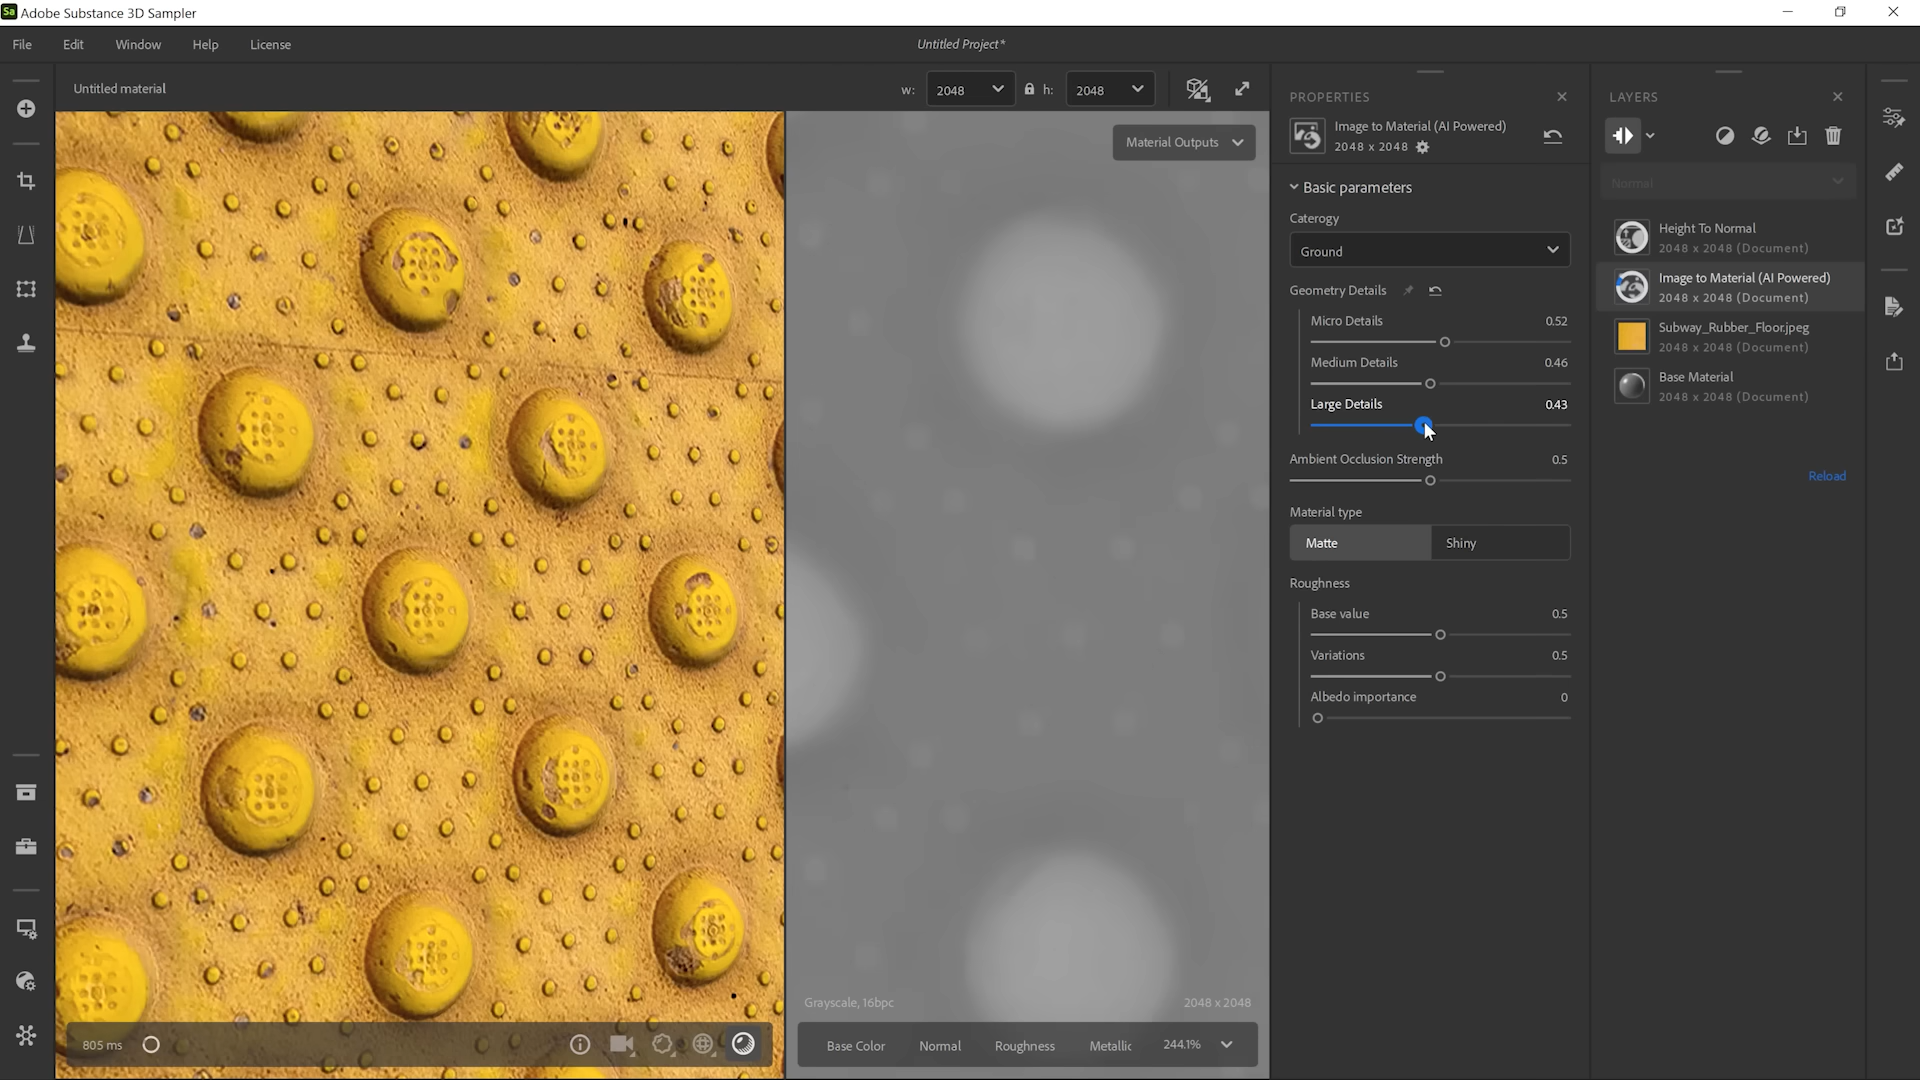 Sa Adobe Substance 3D Sampler
File Edit Window Help License Untitled Project*
Untitled material
w: 2048 h: 2048
Material Outputs
Grayscale, 16bpc
2048 x 2048
805 ms
Base Color Normal Roughness Metallic 244.1%
PROPERTIES
Image to Material (AI Powered)
2048 x 2048
Basic parameters
Caterogy
Ground
Geometry Details
Micro Details 0.52
Medium Details 0.46
Large Details 0.43
Ambient Occlusion Strength 0.5
Material type
Matte Shiny
Roughness
Base value 0.5
Variations 0.5
Albedo importance 0
LAYERS
Normal
Height To Normal
2048 x 2048 (Document)
Image to Material (AI Powered)
2048 x 2048 (Document)
Subway_Rubber_Floor.jpeg
2048 x 2048 (Document)
Base Material
2048 x 2048 (Document)
Reload